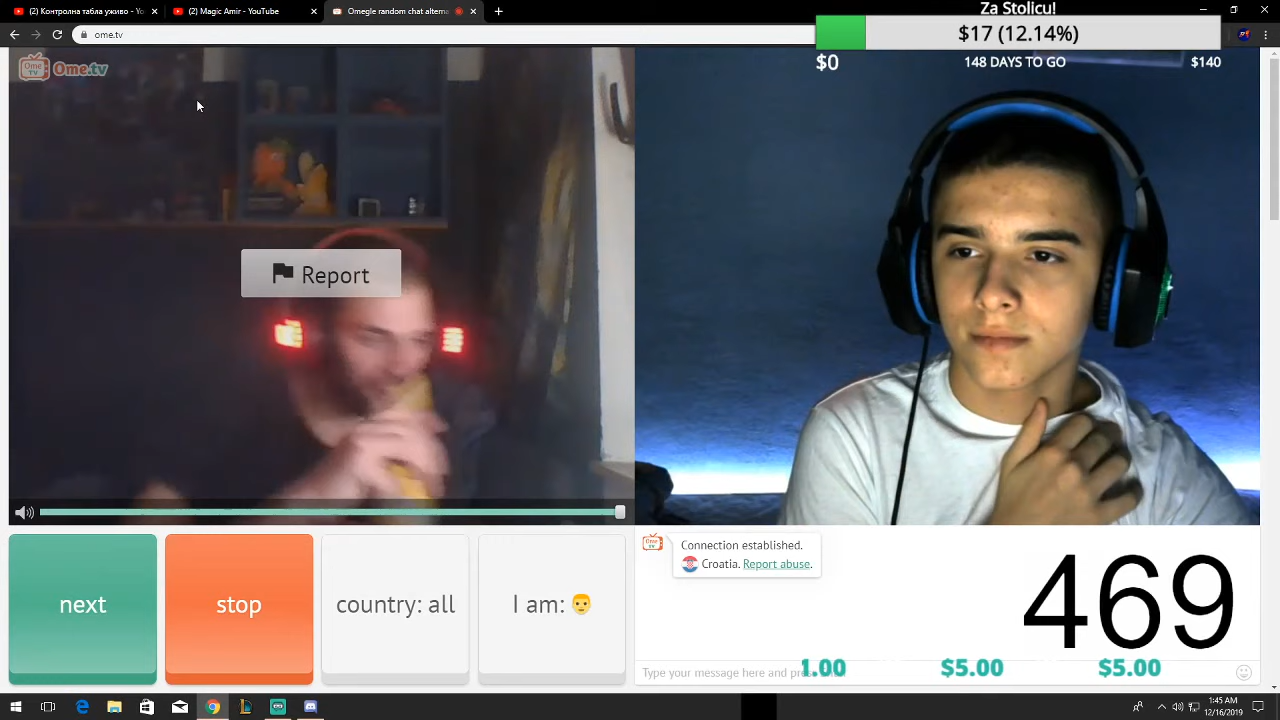 (2) Контролна табла уживо - Yo
(2) Magic Amir - YouTube
Omegle random chat alterna
ome.tv
Za Stolicu!
$17 (12.14%)
$0
148 DAYS TO GO
$140
Ome.tv
Report
Connection established.
Croatia. Report abuse.
469
next
stop
country: all
I am:
Type your message here and pre
1.00
$5.00
$5.00
1:45 AM
12/16/2019